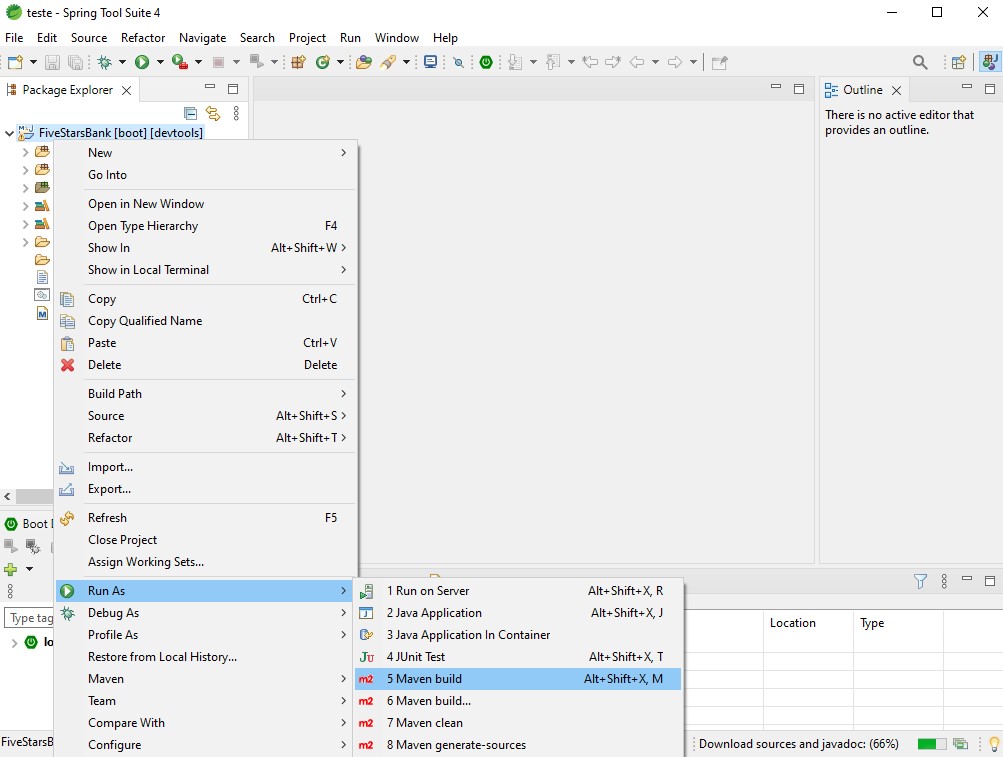 teste - Spring Tool Suite 4
File Edit Source Refactor Navigate Search Project Run Window Help
Package Explorer
FiveStarsBank [boot] [devtools]
New
Go Into
Open in New Window
Open Type Hierarchy F4
Show In Alt+Shift+W
Show in Local Terminal
Copy Ctrl+C
Copy Qualified Name
Paste Ctrl+V
Delete Delete
Build Path
Source Alt+Shift+S
Refactor Alt+Shift+T
Import...
Export...
Refresh F5
Close Project
Assign Working Sets...
Run As
Debug As
Profile As
Restore from Local History...
Maven
Team
Compare With
Configure
1 Run on Server Alt+Shift+X, R
2 Java Application Alt+Shift+X, J
3 Java Application In Container
4 JUnit Test Alt+Shift+X, T
5 Maven build Alt+Shift+X, M
6 Maven build...
7 Maven clean
8 Maven generate-sources
Outline
There is no active editor that
provides an outline.
Boot
Type tag
lo
Location Type
FiveStarsB
Download sources and javadoc: (66%)